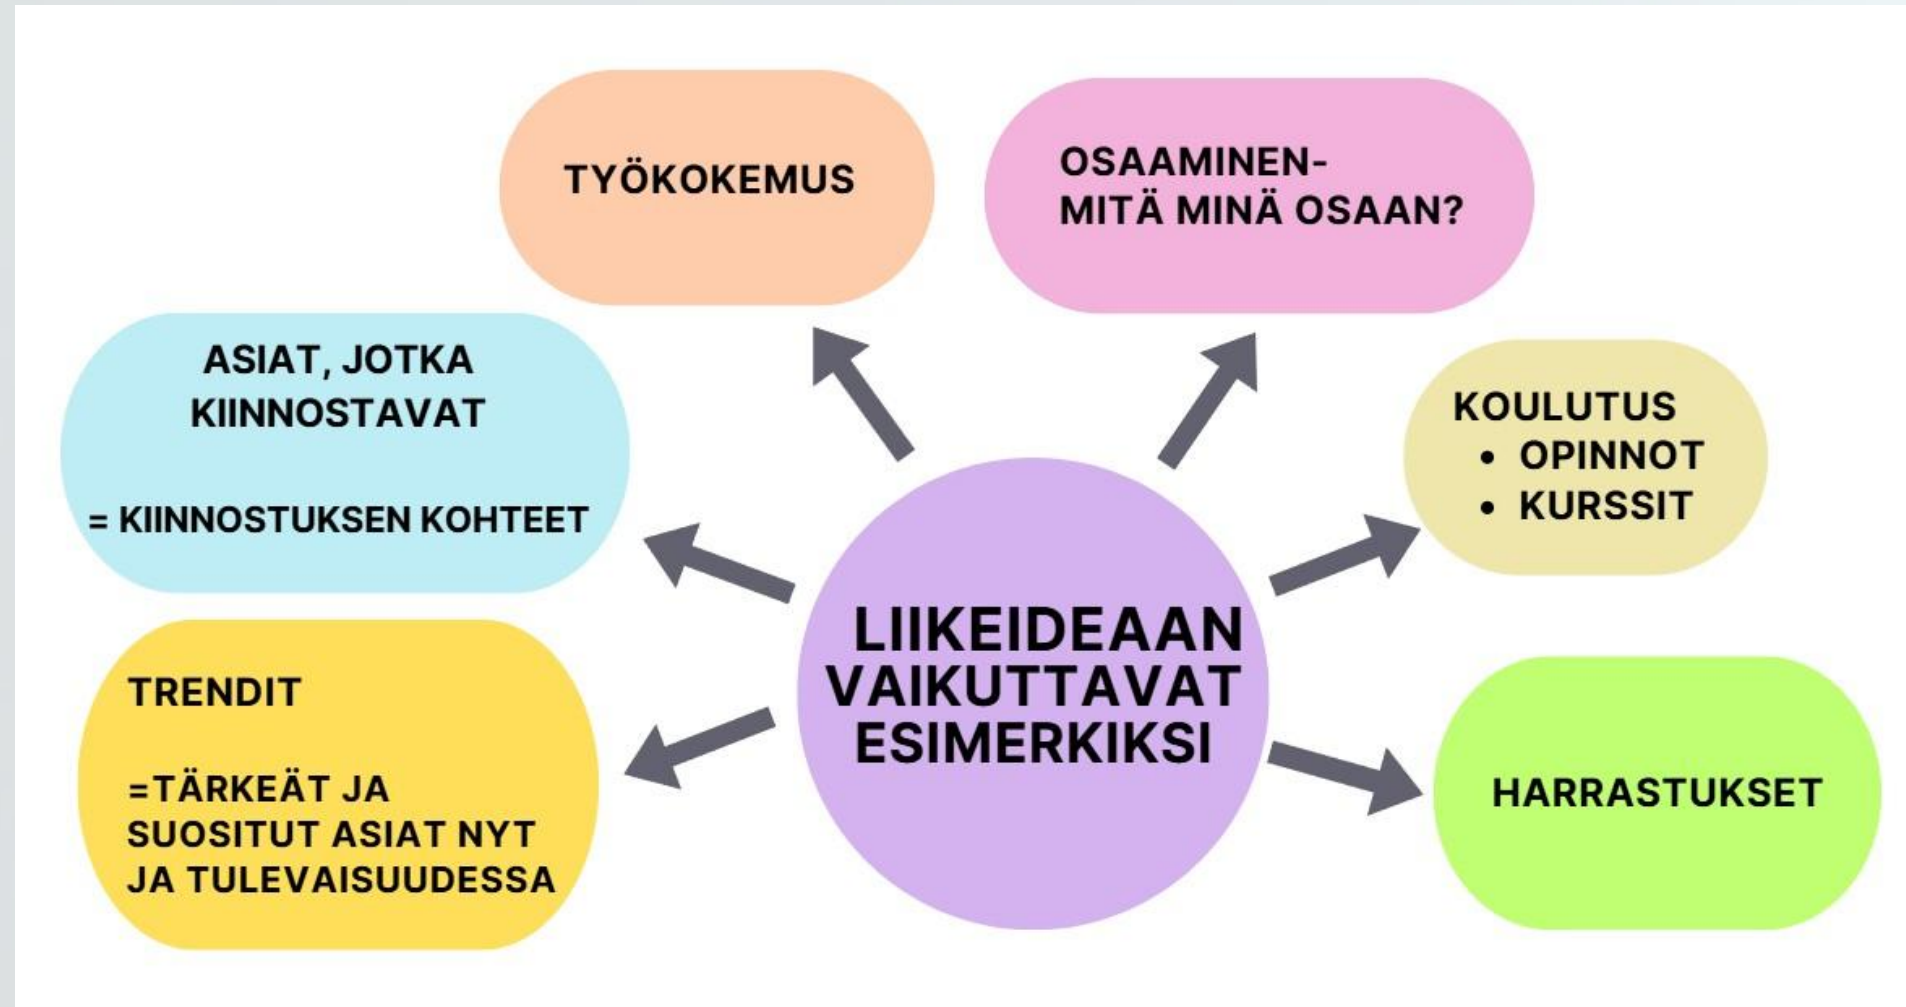 TYÖKOKEMUS
OSAAMINEN-
MITÄ MINÄ OSAAN?
ASIAT, JOTKA
KIINNOSTAVAT
= KIINNOSTUKSEN KOHTEET
KOULUTUS
• OPINNOT
• KURSSIT
LIIKEIDEAAN
VAIKUTTAVAT
ESIMERKIKSI
TRENDIT
=TÄRKEÄT JA
SUOSITUT ASIAT NYT
JA TULEVAISUUDESSA
HARRASTUKSET